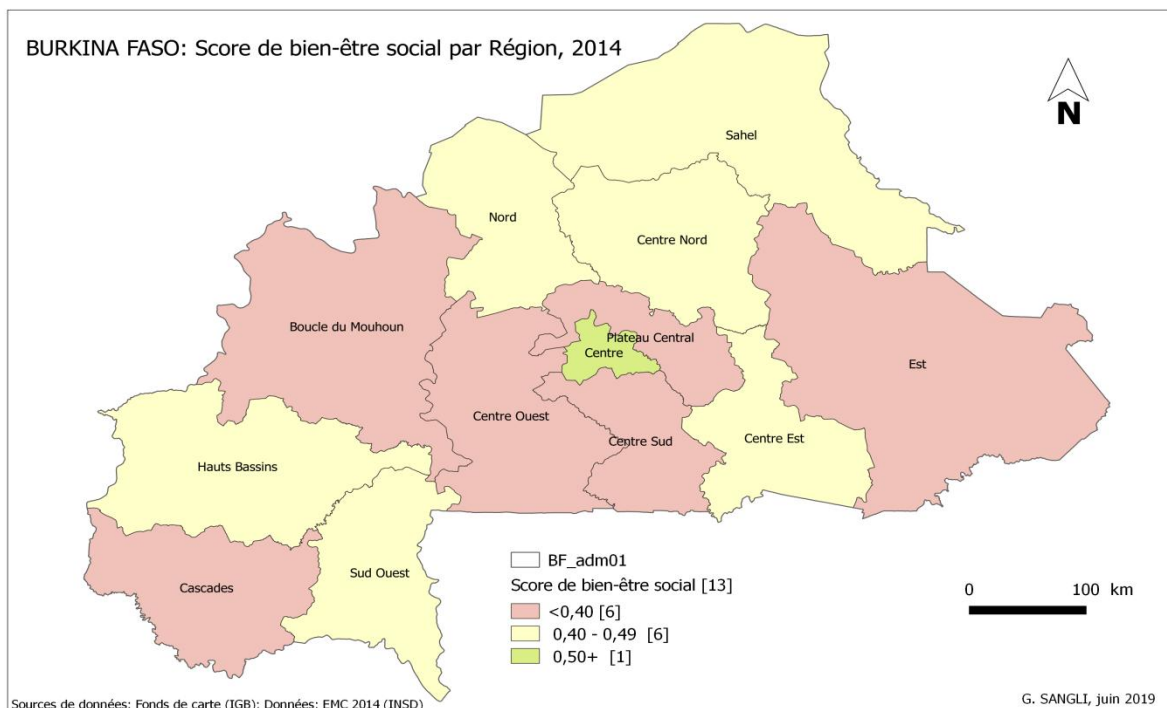 BURKINA FASO: Score de bien-être social par Région, 2014
N
Sahel
Nord
Centre Nord
Boucle du Mouhoun
Plateau Central
Centre
Est
Centre Ouest
Centre Sud
Centre Est
Hauts Bassins
Sud Ouest
Cascades
BF_adm01
Score de bien-être social [13]
<0,40 [6]
0,40 - 0,49 [6]
0,50+ [1]
0 100 km
Sources de données: Fonds de carte (IGB); Données: EMC 2014 (INSD)
G. SANGLI, juin 2019